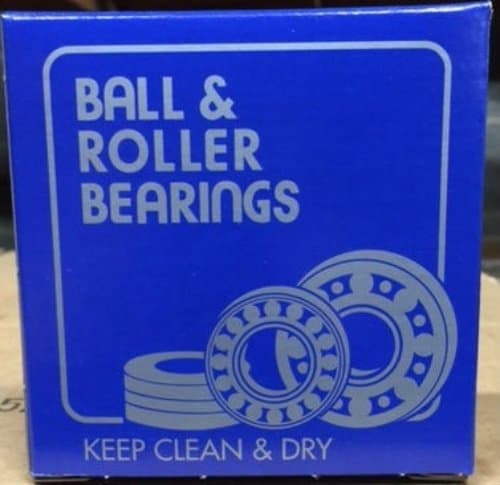 BALL &
ROLLER
BEARINGS
KEEP CLEAN & DRY